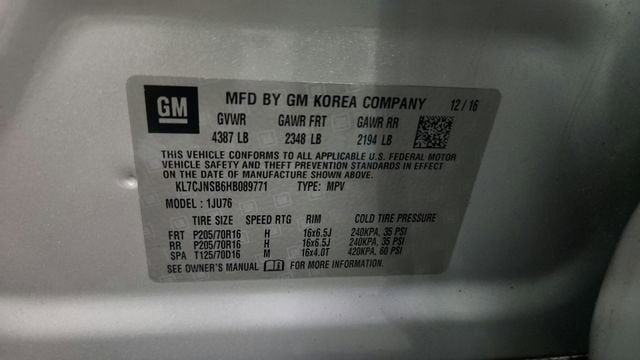 GM MFD BY GM KOREA COMPANY 12/16
GVWR GAWR FRT GAWR RR
4387 LB 2348 LB 2194 LB
THIS VEHICLE CONFORMS TO ALL APPLICABLE U.S. FEDERAL MOTOR
VEHICLE SAFETY AND THEFT PREVENTION STANDARDS IN EFFECT ON
THE DATE OF MANUFACTURE SHOWN ABOVE.
KL7CJNSB6HB089771 TYPE: MPV
MODEL : 1JU76
TIRE SIZE SPEED RTG RIM COLD TIRE PRESSURE
FRT P205/70R16 H 16x6.5J 240KPA, 35 PSI
RR P205/70R16 H 16x6.5J 240KPA, 35 PSI
SPA T125/70D16 M 16x4.0T 420KPA, 60 PSI
SEE OWNER'S MANUAL FOR MORE INFORMATION.